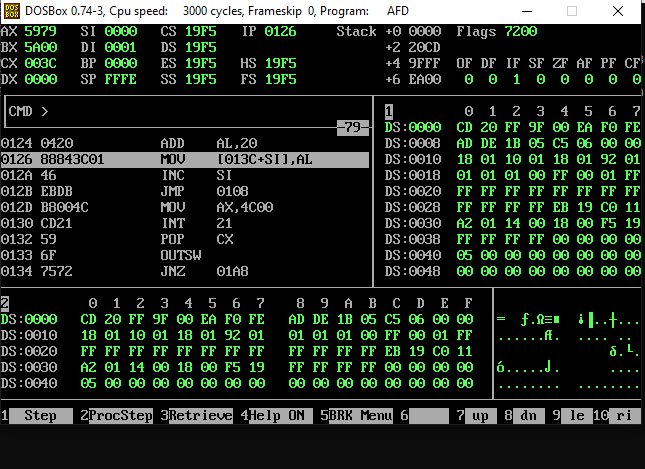 DOSBox 0.74-3, Cpu speed: 3000 cycles, Frameskip 0, Program: AFD
AX 5979 SI 0000 CS 19F5 IP 0126 Stack +0 0000 Flags 7200
BX 5A00 DI 0001 DS 19F5 +2 20CD
CX 003C BP 0000 ES 19F5 HS 19F5 +4 9FFF OF DF IF SF ZF AF PF CF
DX 0000 SP FFFE SS 19F5 FS 19F5 +6 EA00 0 0 1 0 0 0 0 0
CMD >
79
0124 0420 ADD AL,20
0126 88843C01 MOV [013C+SI],AL
012A 46 INC SI
012B EBDB JMP 0108
012D B8004C MOV AX,4C00
0130 CD21 INT 21
0132 59 POP CX
0133 6F OUTSW
0134 7572 JNZ 01A8
1 0 1 2 3 4 5 6 7
DS:0000 CD 20 FF 9F 00 EA F0 FE
DS:0008 AD DE 1B 05 C5 06 00 00
DS:0010 18 01 10 01 18 01 92 01
DS:0018 01 01 01 00 FF 00 01 FF
DS:0020 FF FF FF FF FF FF FF FF
DS:0028 FF FF FF FF EB 19 C0 11
DS:0030 A2 01 14 00 18 00 F5 19
DS:0038 FF FF FF FF 00 00 00 00
DS:0040 05 00 00 00 00 00 00 00
DS:0048 00 00 00 00 00 00 00 00
2 0 1 2 3 4 5 6 7 8 9 A B C D E F
DS:0000 CD 20 FF 9F 00 EA F0 FE AD DE 1B 05 C5 06 00 00 = ƒ.Ω≡■ ¡▐..┼...
DS:0010 18 01 10 01 18 01 92 01 01 01 01 00 FF 00 01 FF ......Æ. .... ..
DS:0020 FF FF FF FF FF FF FF FF FF FF FF FF EB 19 C0 11 δ.└.
DS:0030 A2 01 14 00 18 00 F5 19 FF FF FF FF 00 00 00 00 ó.....⌡. ....
DS:0040 05 00 00 00 00 00 00 00 00 00 00 00 00 00 00 00 ........ ........
1 Step 2ProcStep 3Retrieve 4Help ON 5BRK Menu 6 7 up 8 dn 9 le 10 ri